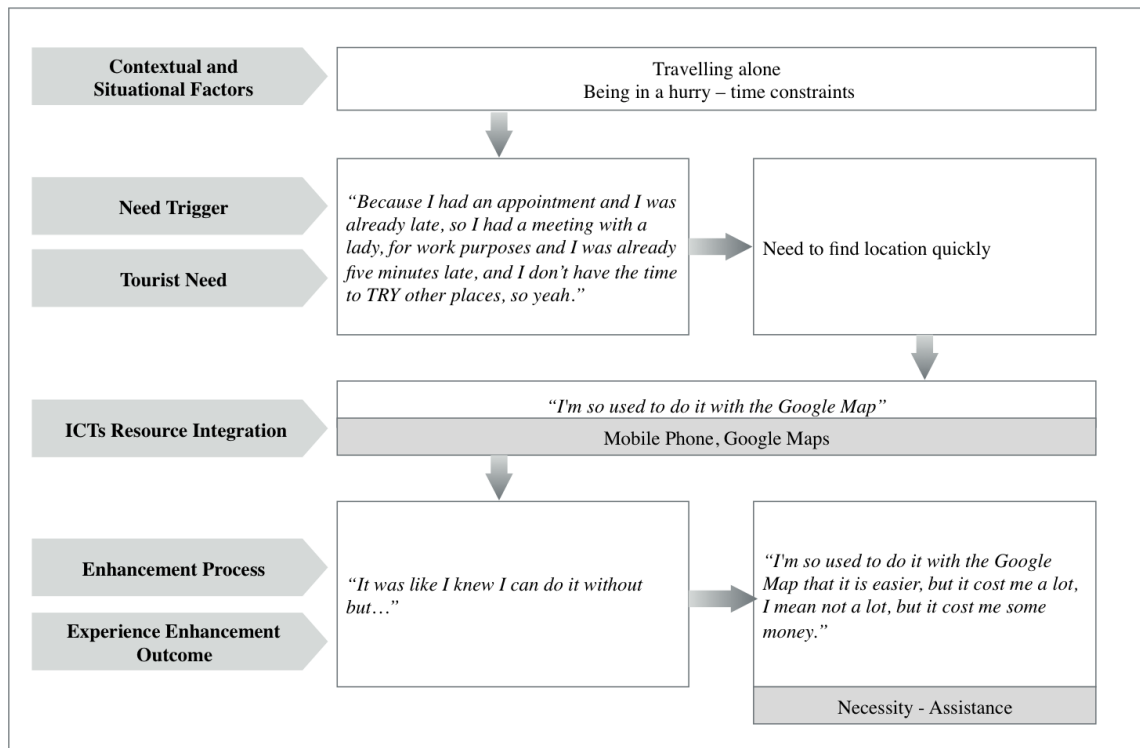 Contextual and
Situational Factors
Travelling alone
Being in a hurry – time constraints
Need Trigger
Tourist Need
“Because I had an appointment and I was
already late, so I had a meeting with a
lady, for work purposes and I was already
five minutes late, and I don’t have the time
to TRY other places, so yeah.”
Need to find location quickly
ICTs Resource Integration
“I'm so used to do it with the Google Map”
Mobile Phone, Google Maps
Enhancement Process
Experience Enhancement
Outcome
“It was like I knew I can do it without
but…”
“I'm so used to do it with the Google
Map that it is easier, but it cost me a lot,
I mean not a lot, but it cost me some
money.”
Necessity - Assistance